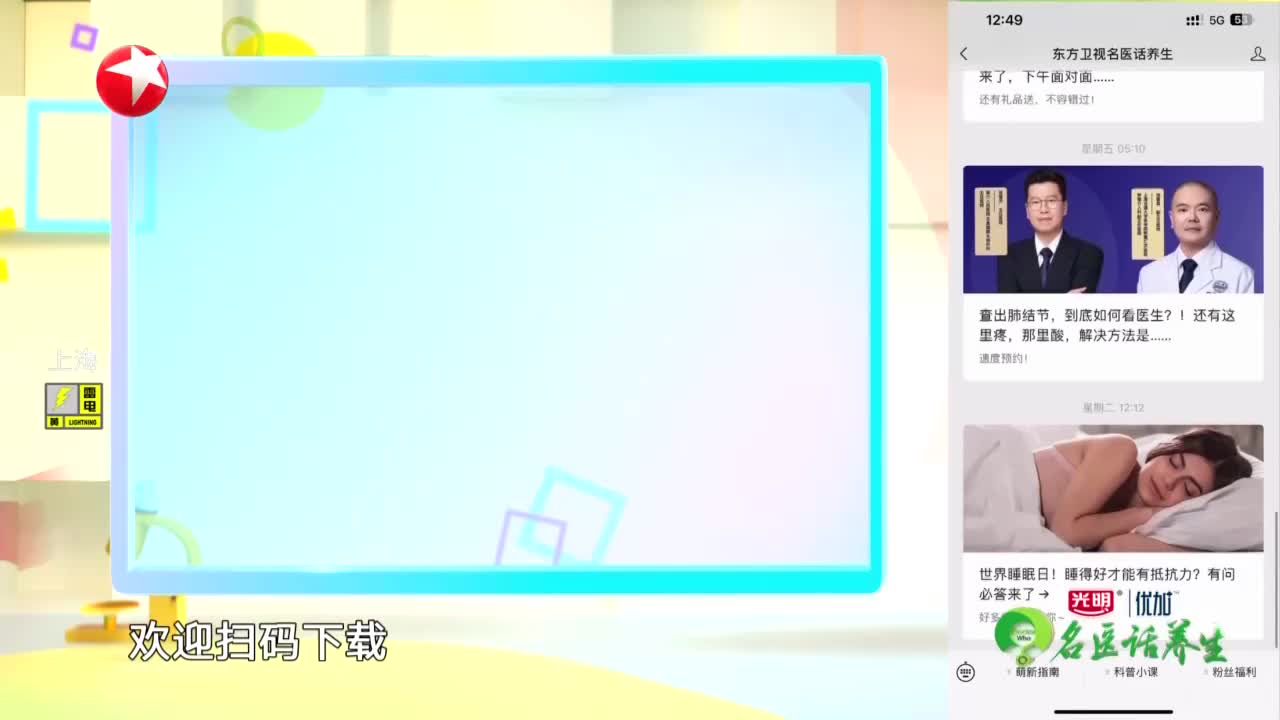 上海
雷电
黄 LIGHTNING
欢迎扫码下载
12:49
5G
东方卫视名医话养生
来了，下午面对面……
还有礼品送，不容错过！
星期五 05:10
查出肺结节，到底如何看医生？！还有这
里疼，那里酸，解决方法是……
速度预约！
星期二 12:12
世界睡眠日！睡得好才能有抵抗力？有问
必答来了→
光明® 优加™
好多
你~
名医话养生
萌新指南
科普小课
粉丝福利